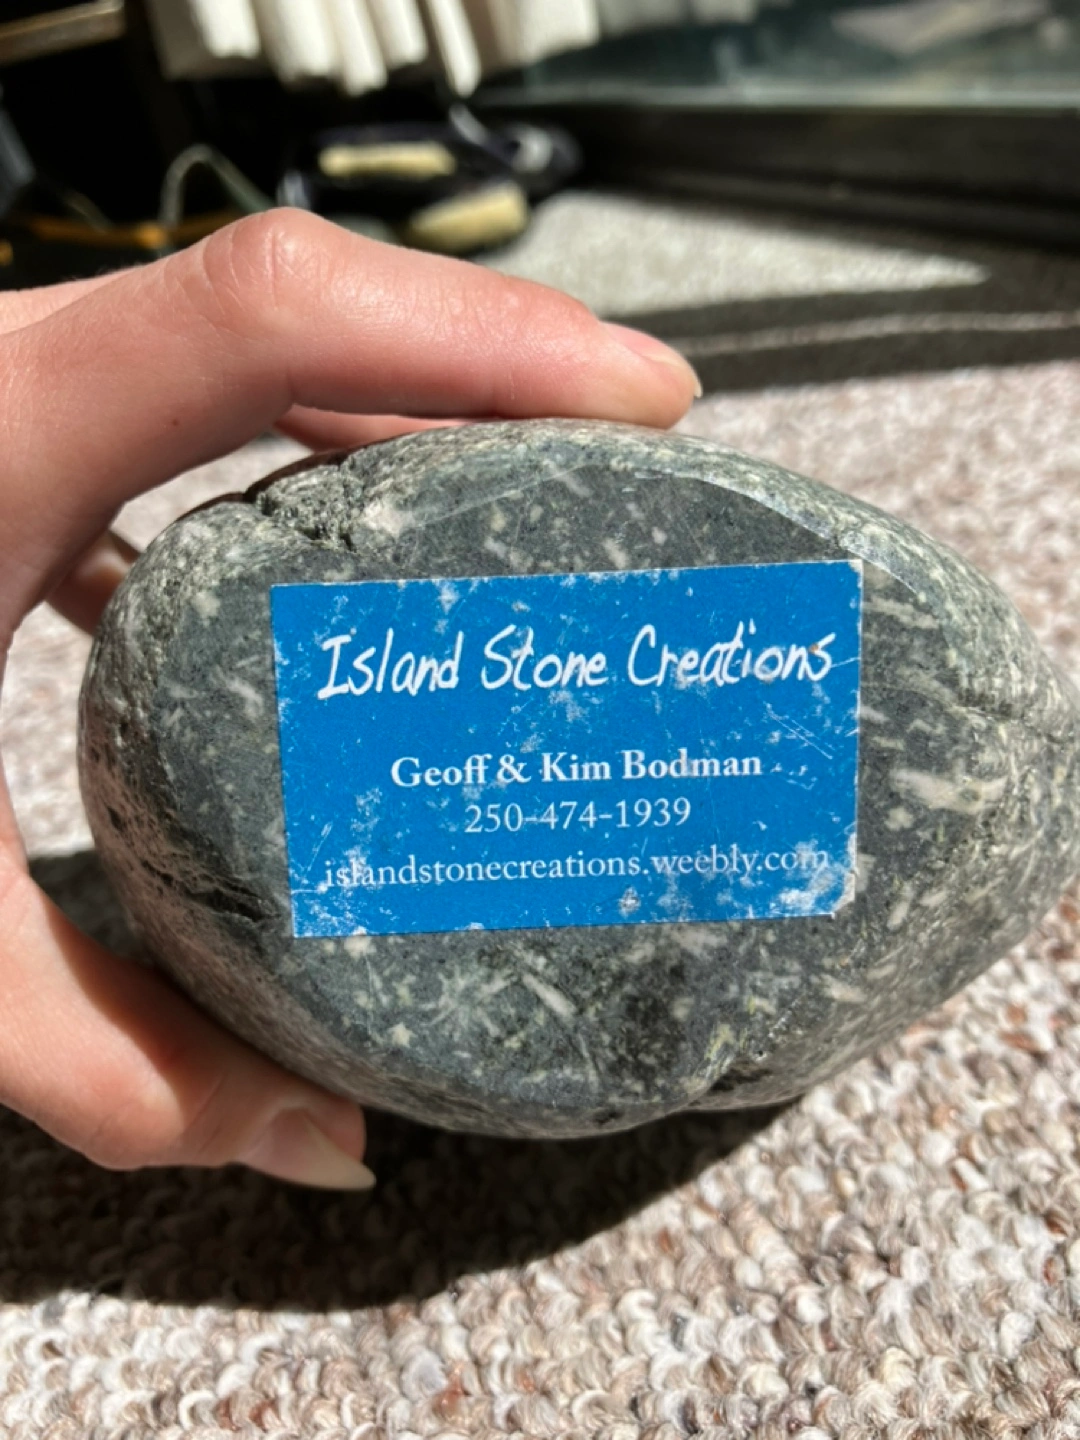 Island Stone Creations
Geoff & Kim Bodman
250-474-1939
islandstonecreations.weebly.com